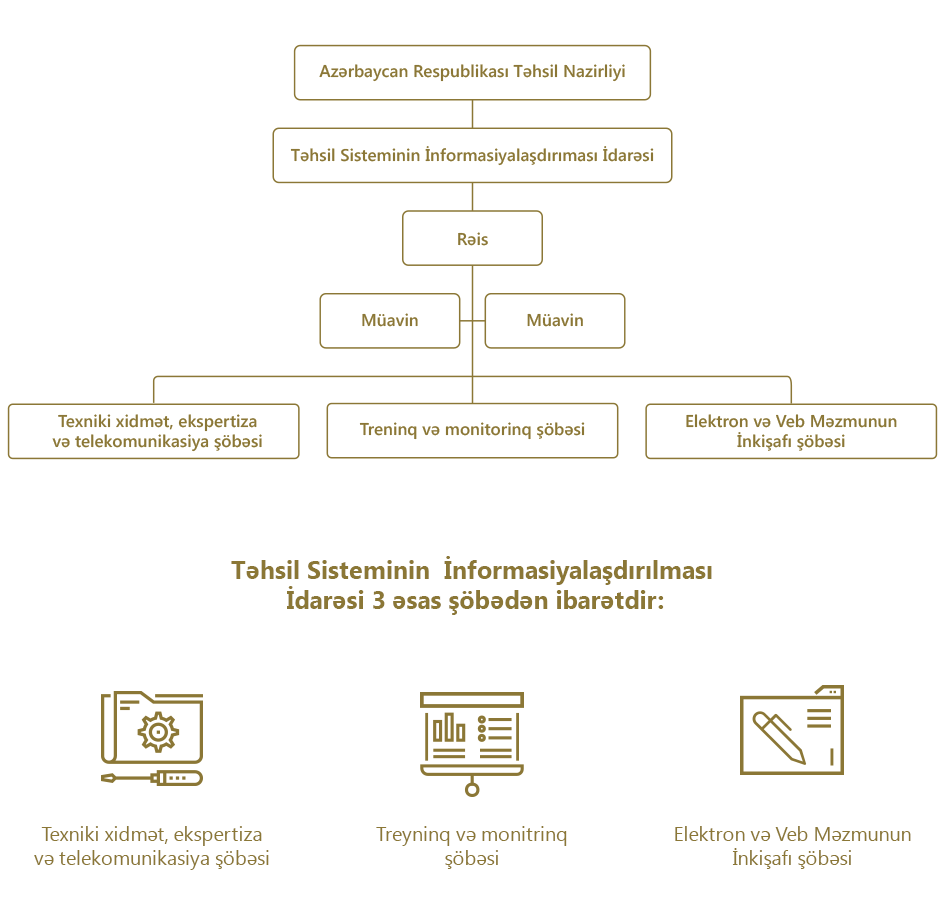 Azərbaycan Respublikası Təhsil Nazirliyi
Təhsil Sisteminin İnformasiyalaşdırıması İdarəsi
Rəis
Müavin
Müavin
Texniki xidmət, ekspertiza
və telekomunikasiya şöbəsi
Treninq və monitorinq şöbəsi
Elektron və Veb Məzmunun
İnkişafı şöbəsi
Təhsil Sisteminin İnformasiyalaşdırılması
İdarəsi 3 əsas şöbədən ibarətdir:
Texniki xidmət, ekspertiza
və telekomunikasiya şöbəsi
Treyninq və monitrinq
şöbəsi
Elektron və Veb Məzmunun
İnkişafı şöbəsi